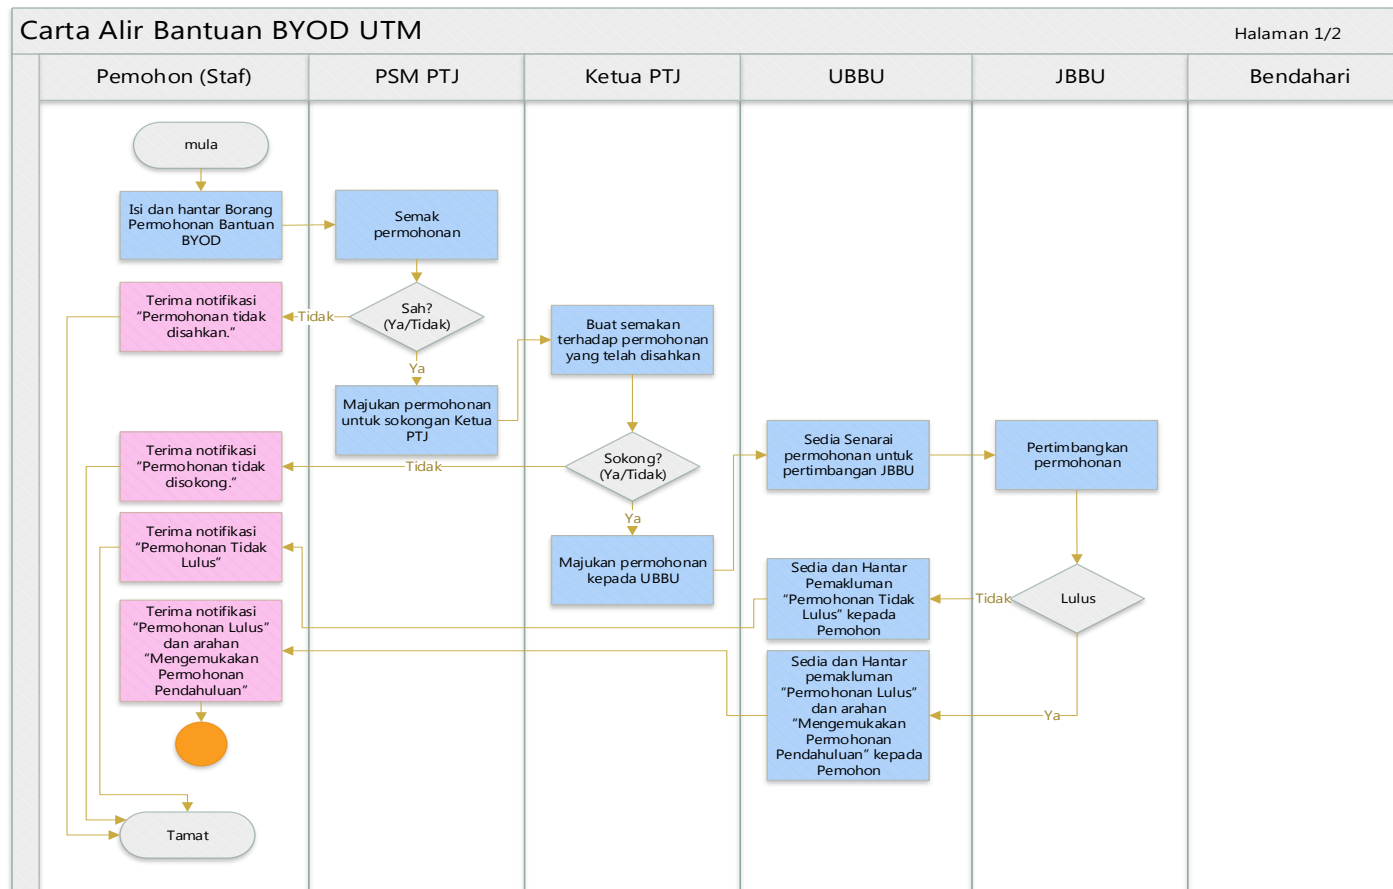 Carta Alir Bantuan BYOD UTM
Halaman 1/2
Pemohon (Staf)
PSM PTJ
Ketua PTJ
UBBU
JBBU
Bendahari
mula
Isi dan hantar Borang
Permohonan Bantuan
BYOD
Semak
permohonan
Terima notifikasi
“Permohonan tidak
disahkan.”
Tidak
Sah?
(Ya/Tidak)
Ya
Buat semakan
terhadap permohonan
yang telah disahkan
Majukan permohonan
untuk sokongan Ketua
PTJ
Terima notifikasi
“Permohonan tidak
disokong.”
Tidak
Sokong?
(Ya/Tidak)
Ya
Sedia Senarai
permohonan untuk
pertimbangan JBBU
Pertimbangkan
permohonan
Terima notifikasi
“Permohonan Tidak
Lulus”
Majukan permohonan
kepada UBBU
Sedia dan Hantar
Pemakluman
“Permohonan Tidak
Lulus” kepada
Pemohon
Tidak
Lulus
Terima notifikasi
“Permohonan Lulus”
dan arahan
“Mengemukakan
Permohonan
Pendahuluan”
Sedia dan Hantar
pemakluman
“Permohonan Lulus”
dan arahan
“Mengemukakan
Permohonan
Pendahuluan” kepada
Pemohon
Ya
Tamat